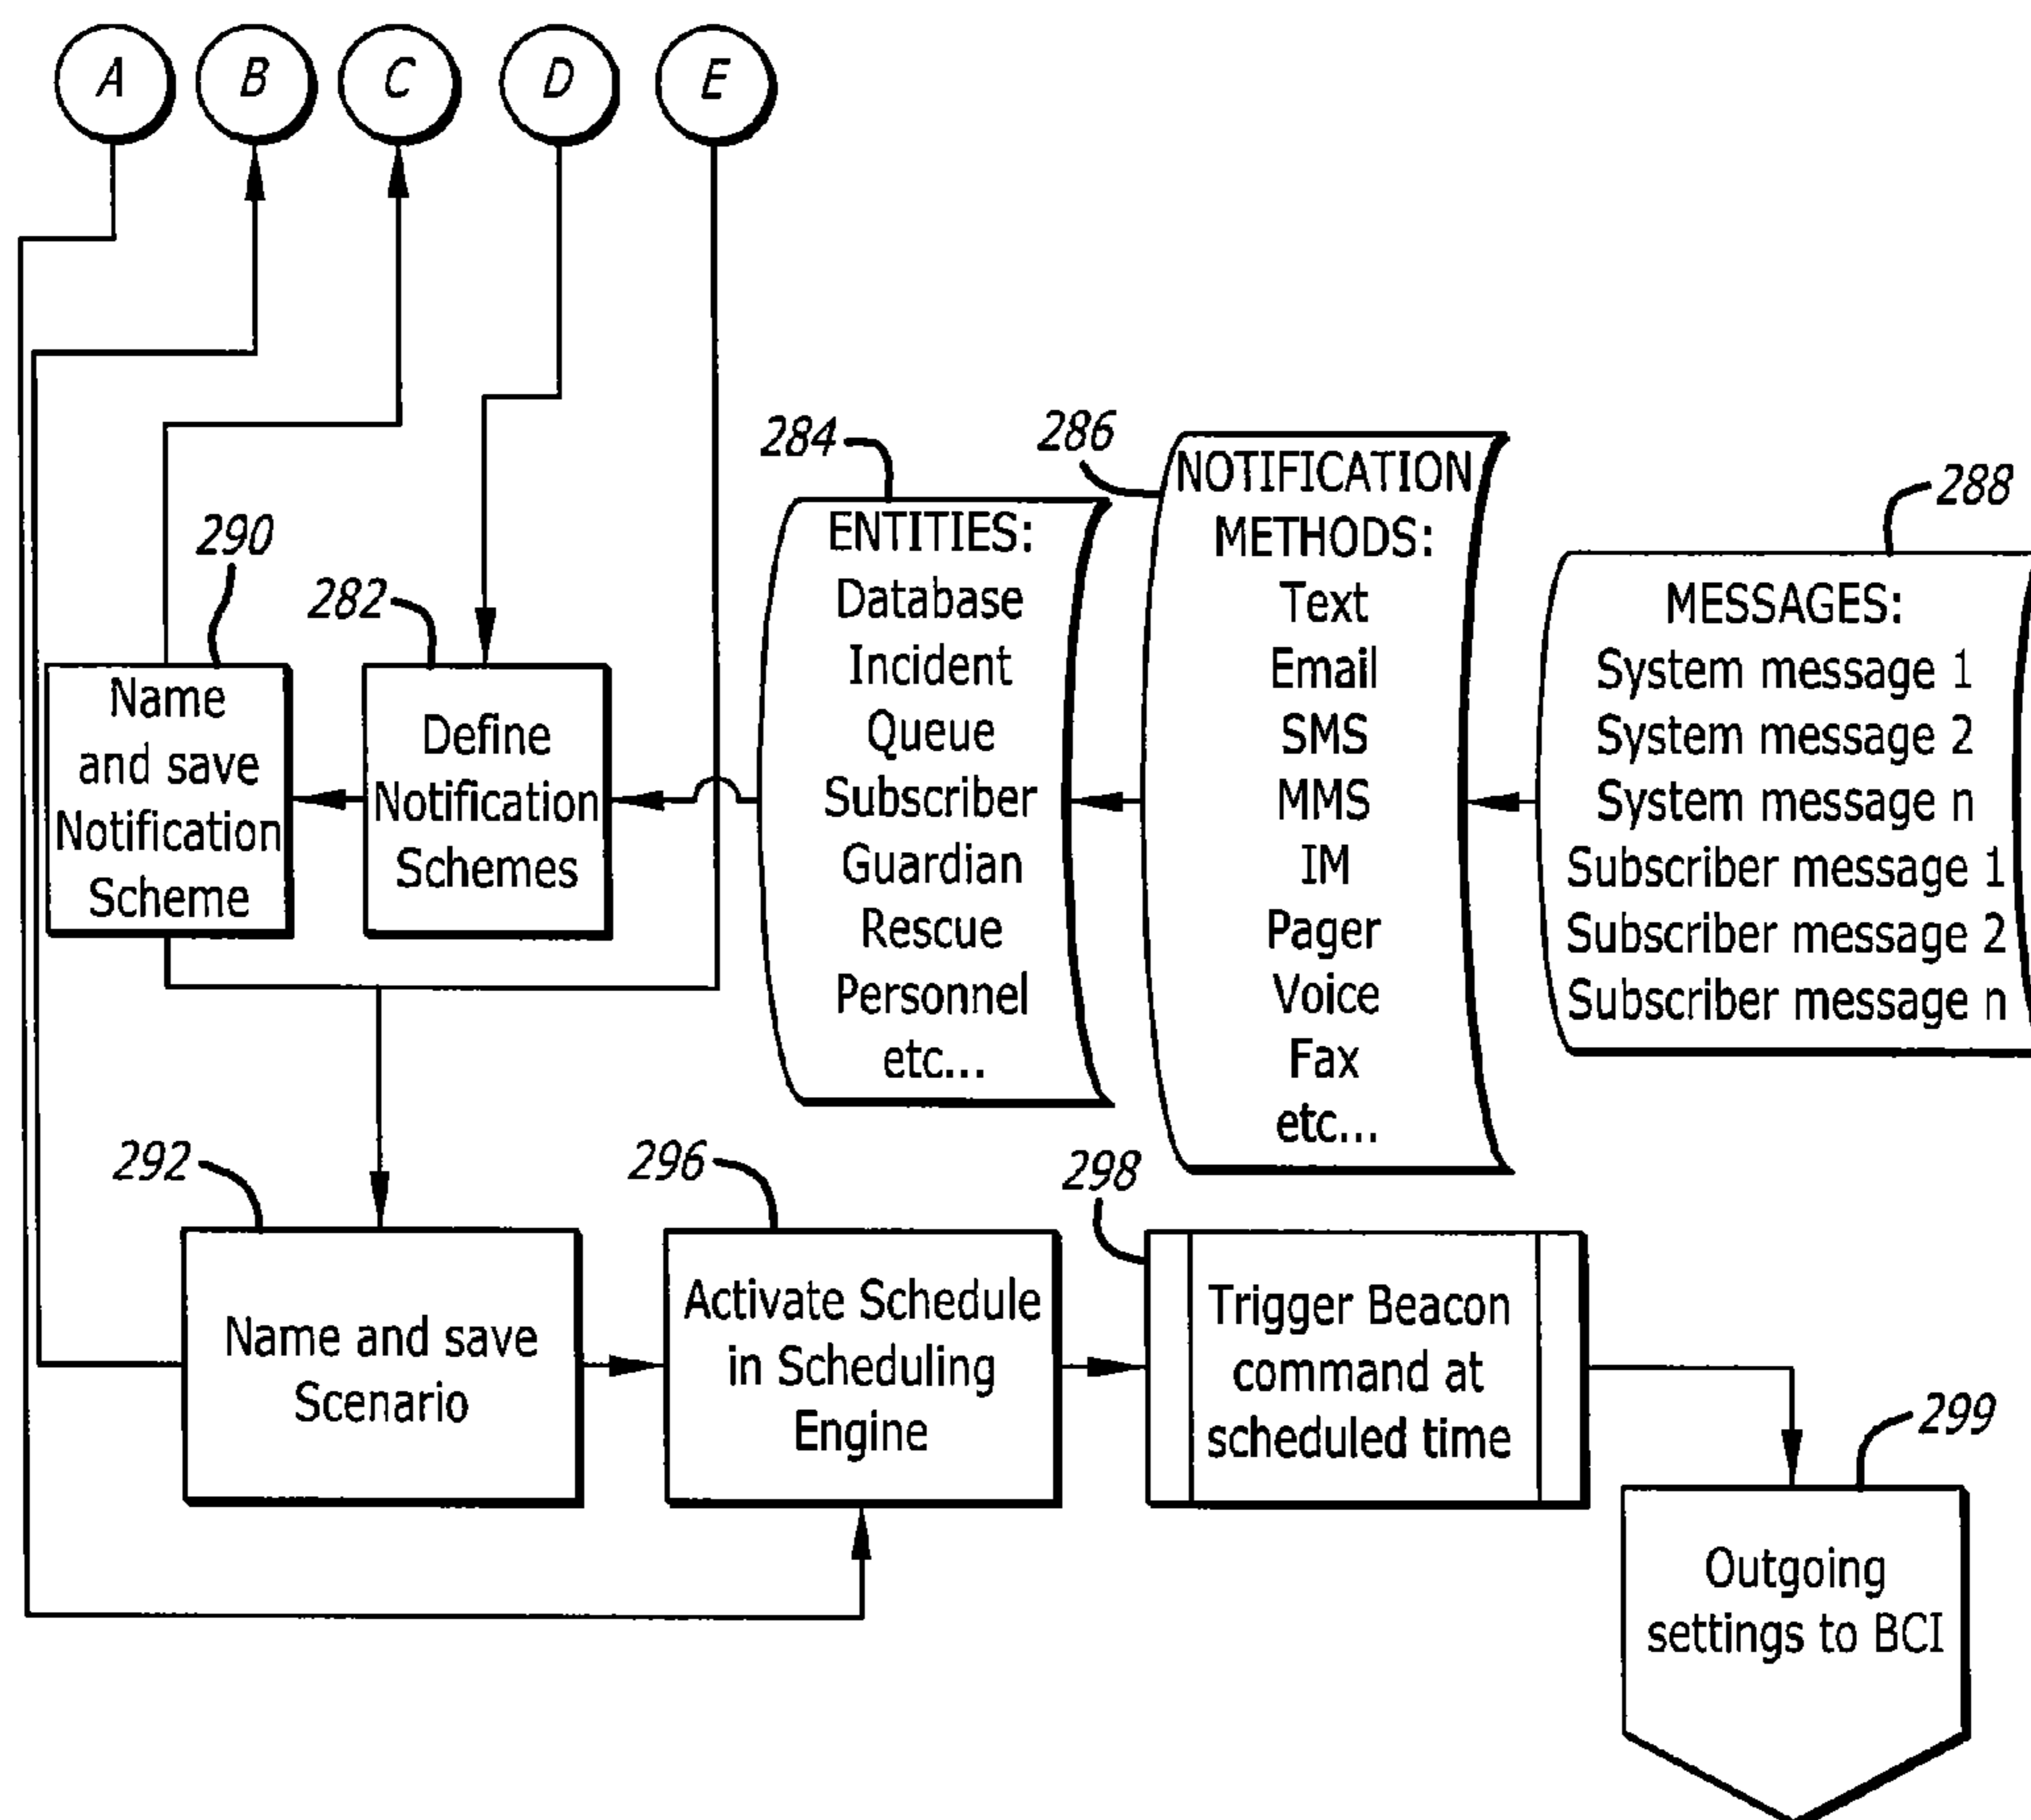 A
B
C
D
E
284
286
288
290
282
NOTIFICATION
METHODS:
Text
Email
SMS
MMS
IM
Pager
Voice
Fax
etc...
ENTITIES:
Database
Incident
Queue
Subscriber
Guardian
Rescue
Personnel
etc...
MESSAGES:
System message 1
System message 2
System message n
Subscriber message 1
Subscriber message 2
Subscriber message n
Name
and save
Notification
Scheme
Define
Notification
Schemes
292
296
298
Name and save
Scenario
Activate Schedule
in Scheduling
Engine
Trigger Beacon
command at
scheduled time
299
Outgoing
settings to BCI